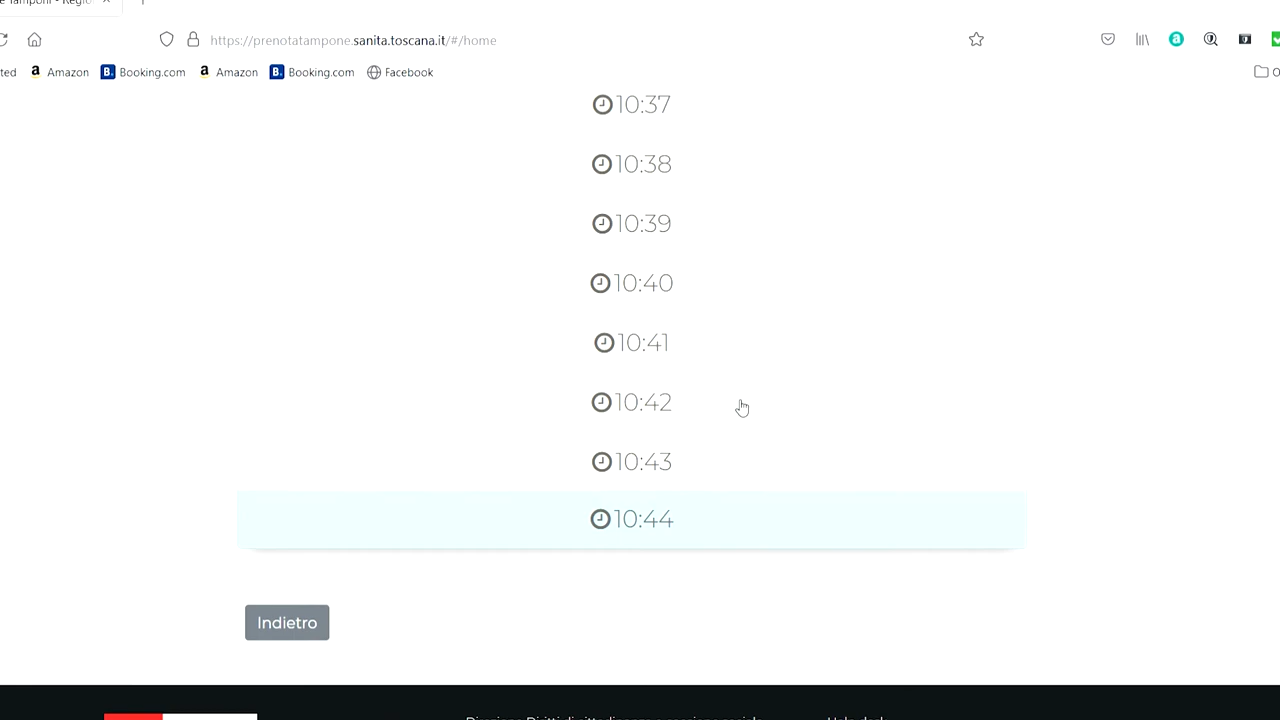 https://prenotatampone.sanita.toscana.it/#/home
Amazon
Booking.com
Amazon
Booking.com
Facebook
10:37
10:38
10:39
10:40
10:41
10:42
10:43
10:44
Indietro